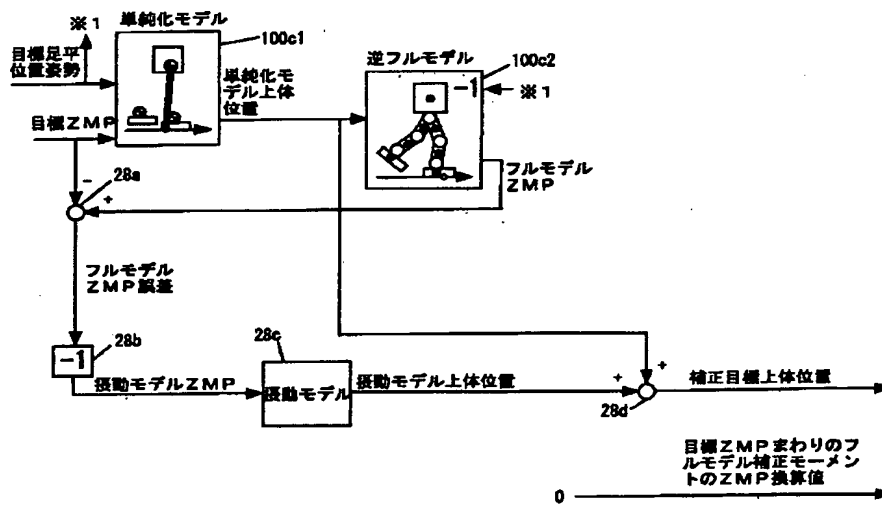 ※1
単純化モデル
100c1
目標足平
位置姿勢
単純化モ
デル上体
位置
逆フルモデル
100c2
-1
※1
目標ZMP
フルモデル
ZMP
-
28a
+
+
フルモデル
ZMP誤差
28b
-1
28c
摂動モデルZMP
摂動モデル
摂動モデル上体位置
+
+
28d
補正目標上体位置
目標ZMPまわりのフ
ルモデル補正モーメン
トのZMP換算値
0